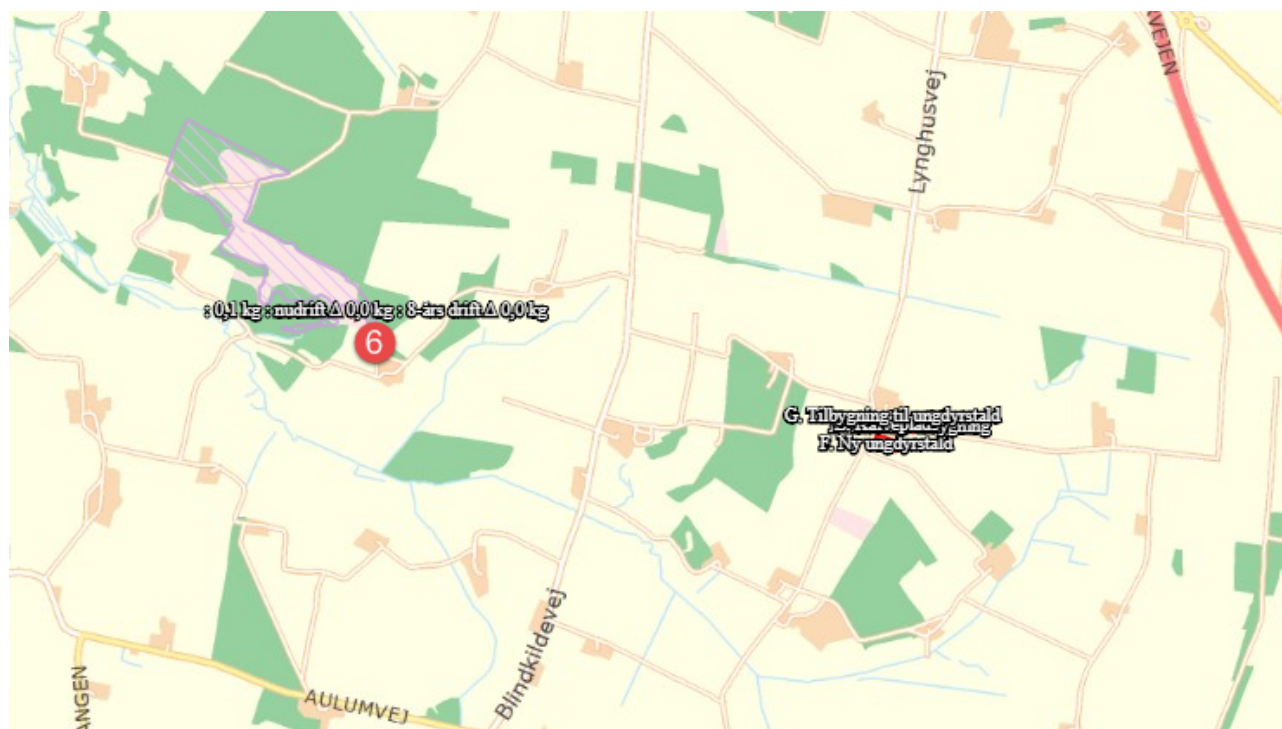 RVEJEN
Lynghusvej
: 0,1 kg : nudrift Δ 0,0 kg : 8-års drift Δ 0,0 kg
6
G. Tilbygning til ungdyrstald
F. Ny ungdyrstald
Blindkildevej
AULUMVEJ
ANGEN